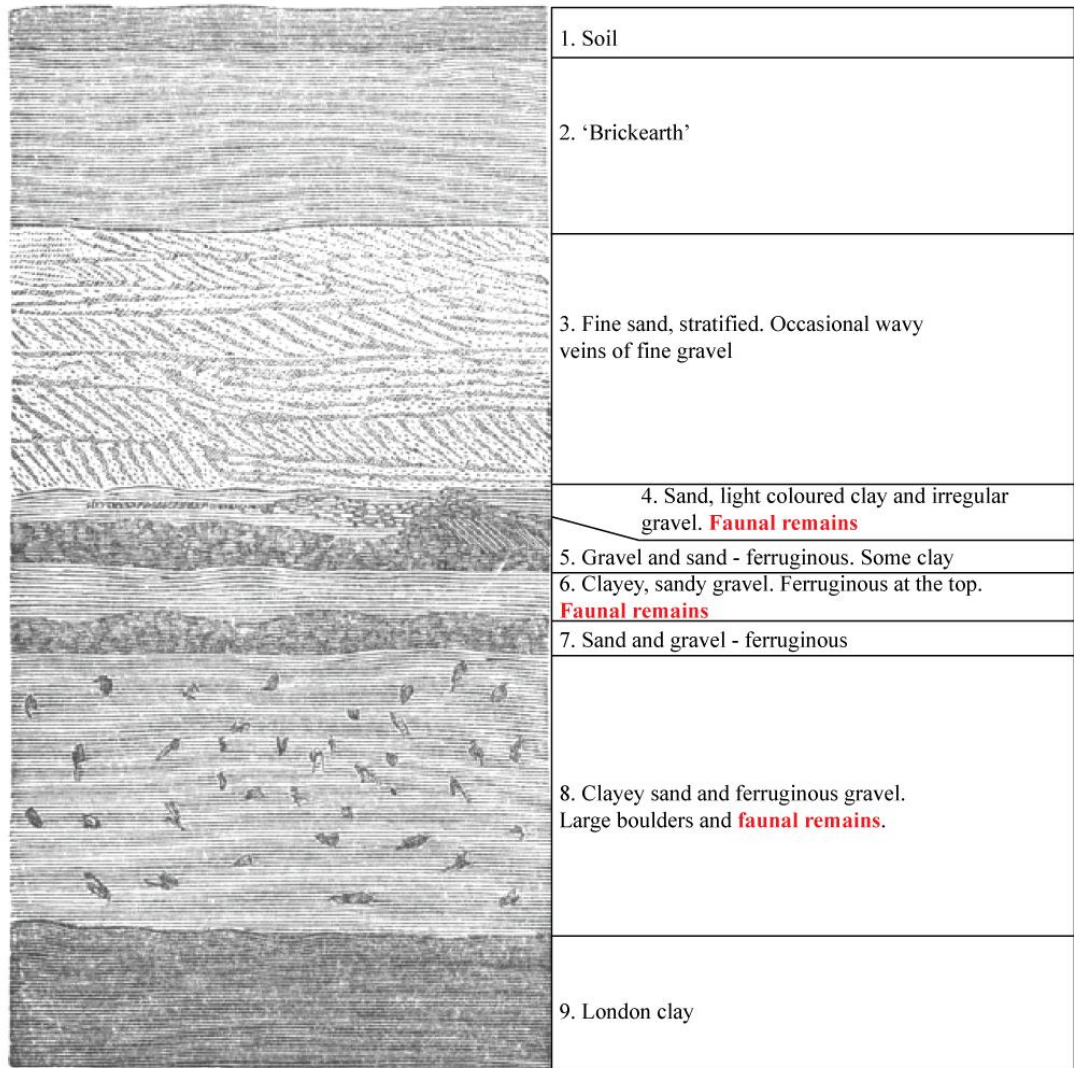 1. Soil
2. ‘Brickearth’
3. Fine sand, stratified. Occasional wavy
veins of fine gravel
4. Sand, light coloured clay and irregular
gravel. Faunal remains
5. Gravel and sand - ferruginous. Some clay
6. Clayey, sandy gravel. Ferruginous at the top.
Faunal remains
7. Sand and gravel - ferruginous
8. Clayey sand and ferruginous gravel.
Large boulders and faunal remains.
9. London clay